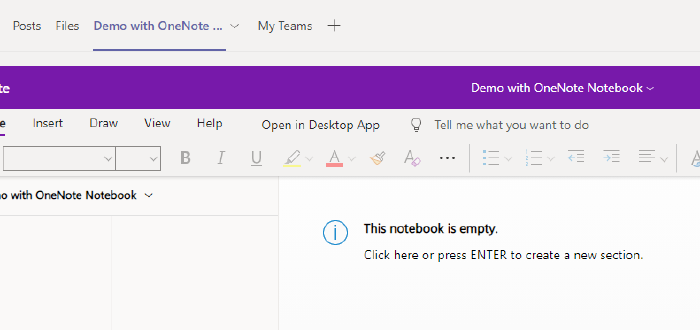 Posts Files Demo with OneNote ... My Teams
te Demo with OneNote Notebook
e Insert Draw View Help Open in Desktop App Tell me what you want to do
B I U A A ...
o with OneNote Notebook
This notebook is empty.
Click here or press ENTER to create a new section.